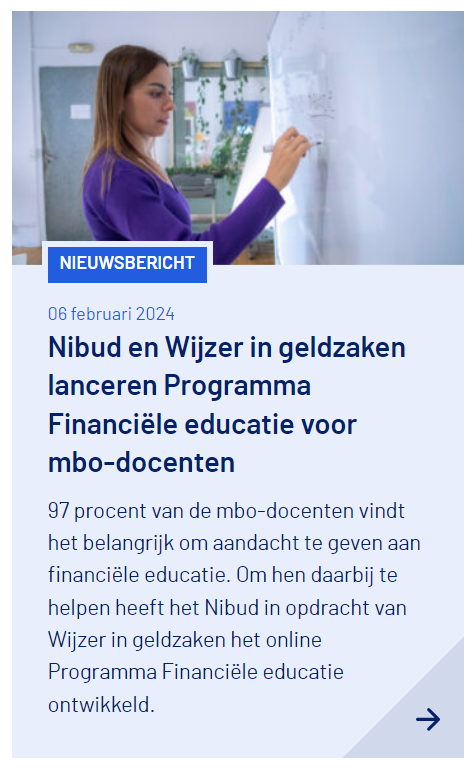 NIEUWSBERICHT
06 februari 2024
Nibud en Wijzer in geldzaken
lanceren Programma
Financiële educatie voor
mbo-docenten
97 procent van de mbo-docenten vindt
het belangrijk om aandacht te geven aan
financiële educatie. Om hen daarbij te
helpen heeft het Nibud in opdracht van
Wijzer in geldzaken het online
Programma Financiële educatie
ontwikkeld.